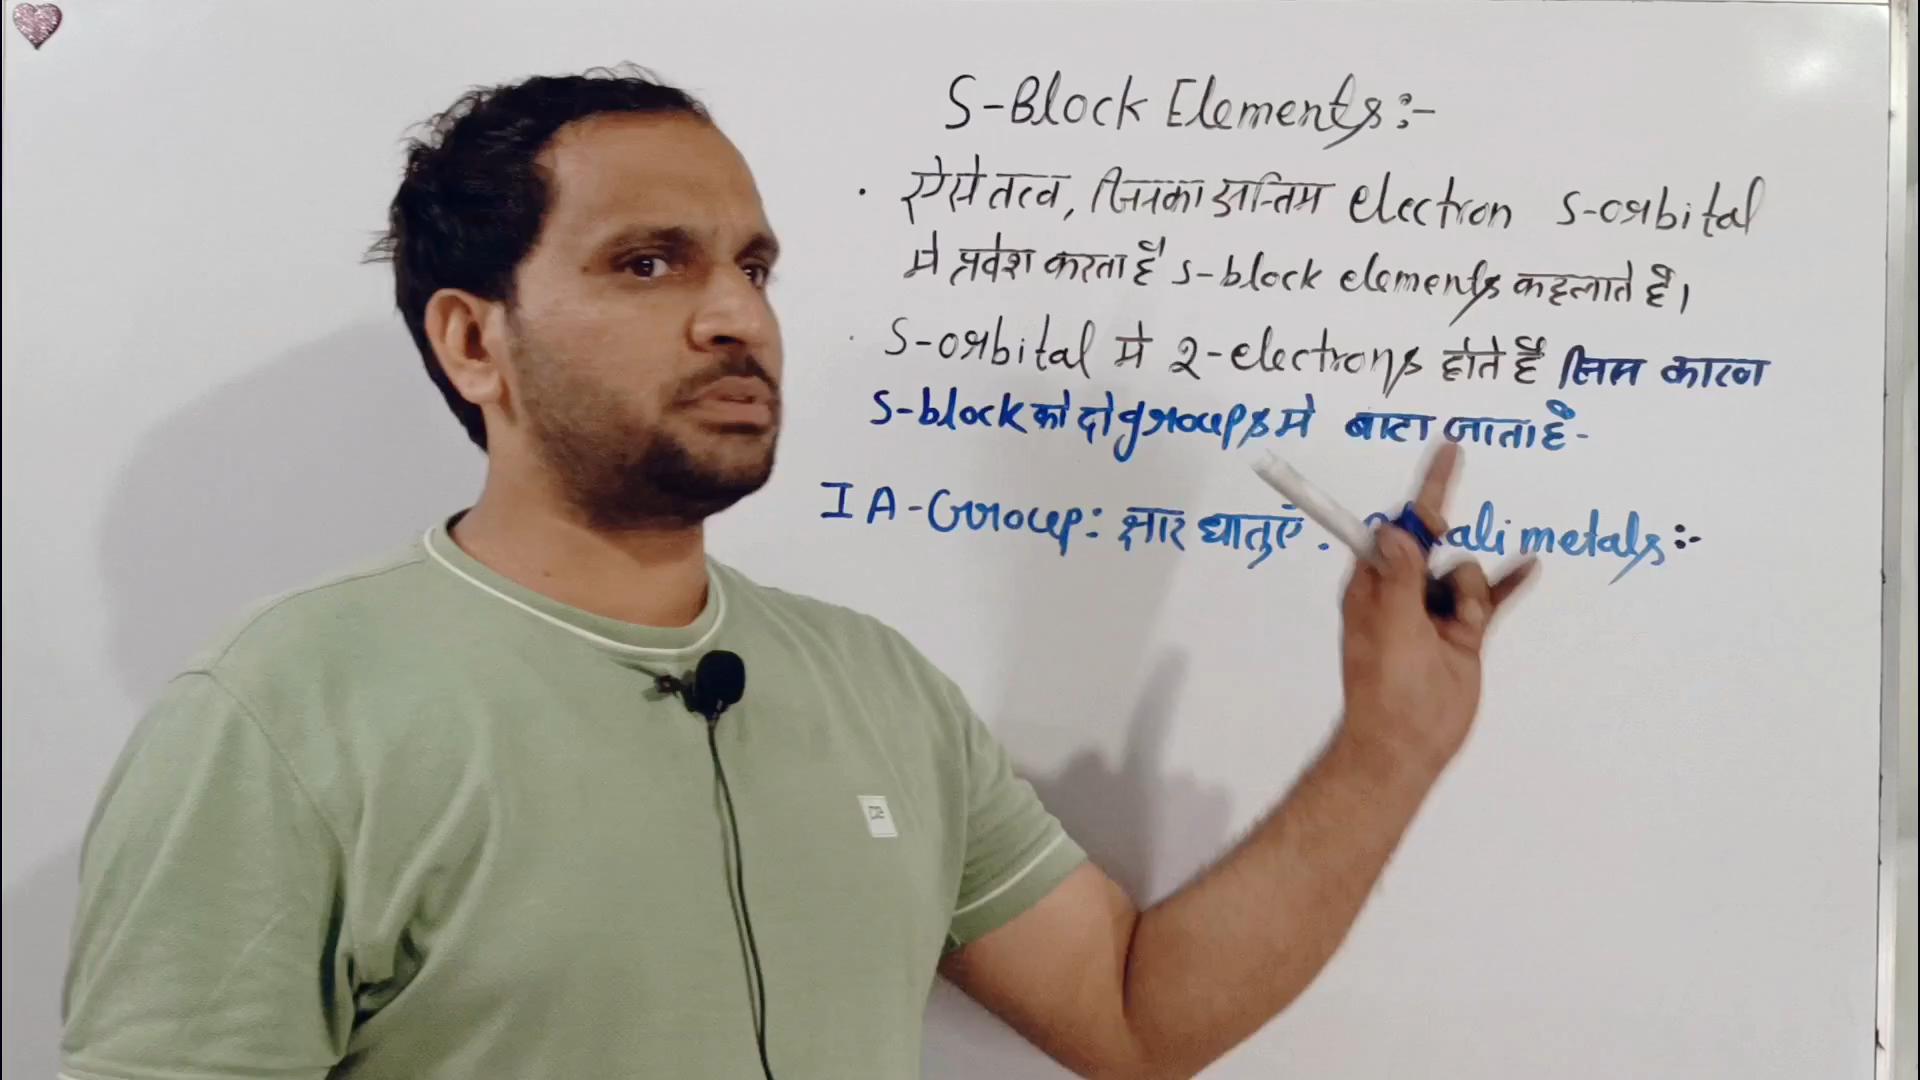 S-Block Elements:-
· ऐसे तत्व, जिनका अन्तिम electron s-orbital
मे प्रवेश करता है s-block elements कहलाते है।
· S-orbital मे 2-electrons होते है जिस कारण
s-block को दो groups मे बाटा जाता है-
I A-Group: क्षार धातुएं. metals:-